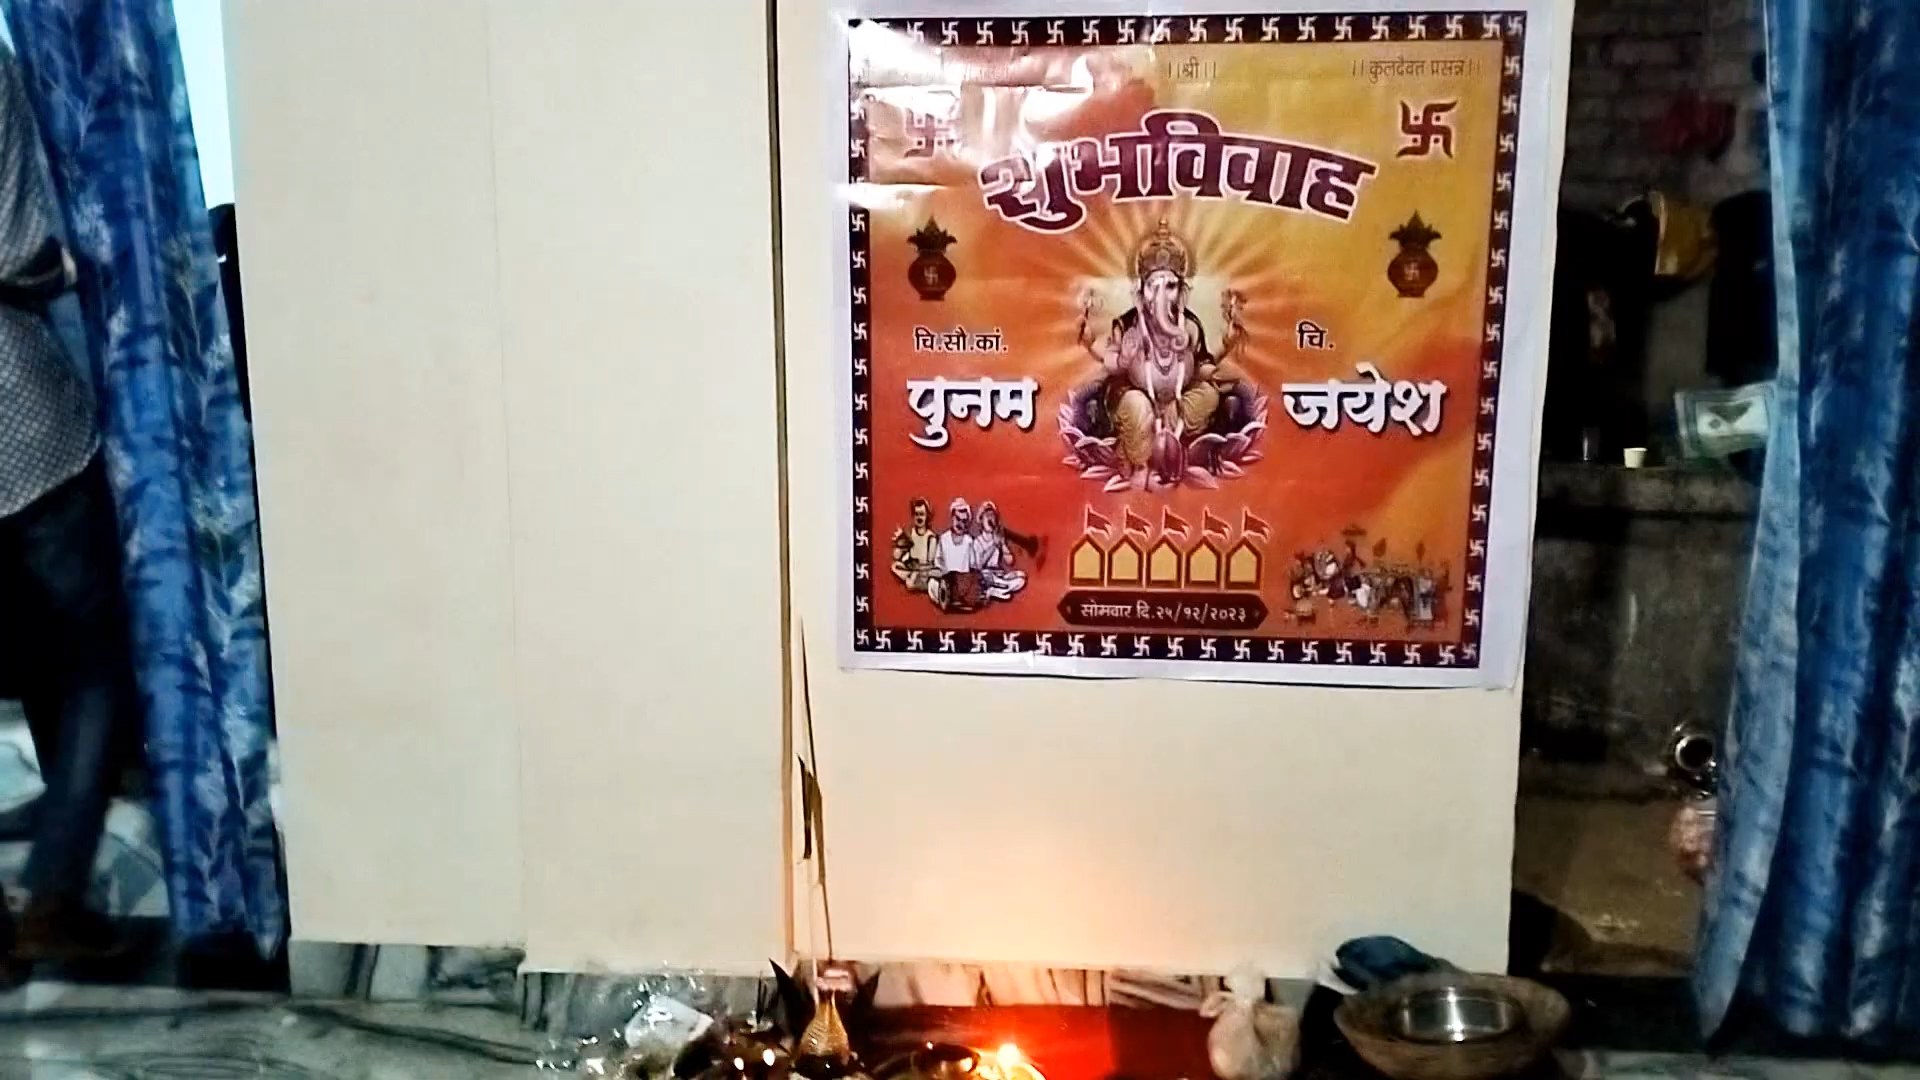 ।।श्री।।
।।कुलदैवत प्रसन्न।।
शुभविवाह
चि.सौ.कां.
चि.
पुनम
जयेश
सोमवार दि.२५/१२/२०२३